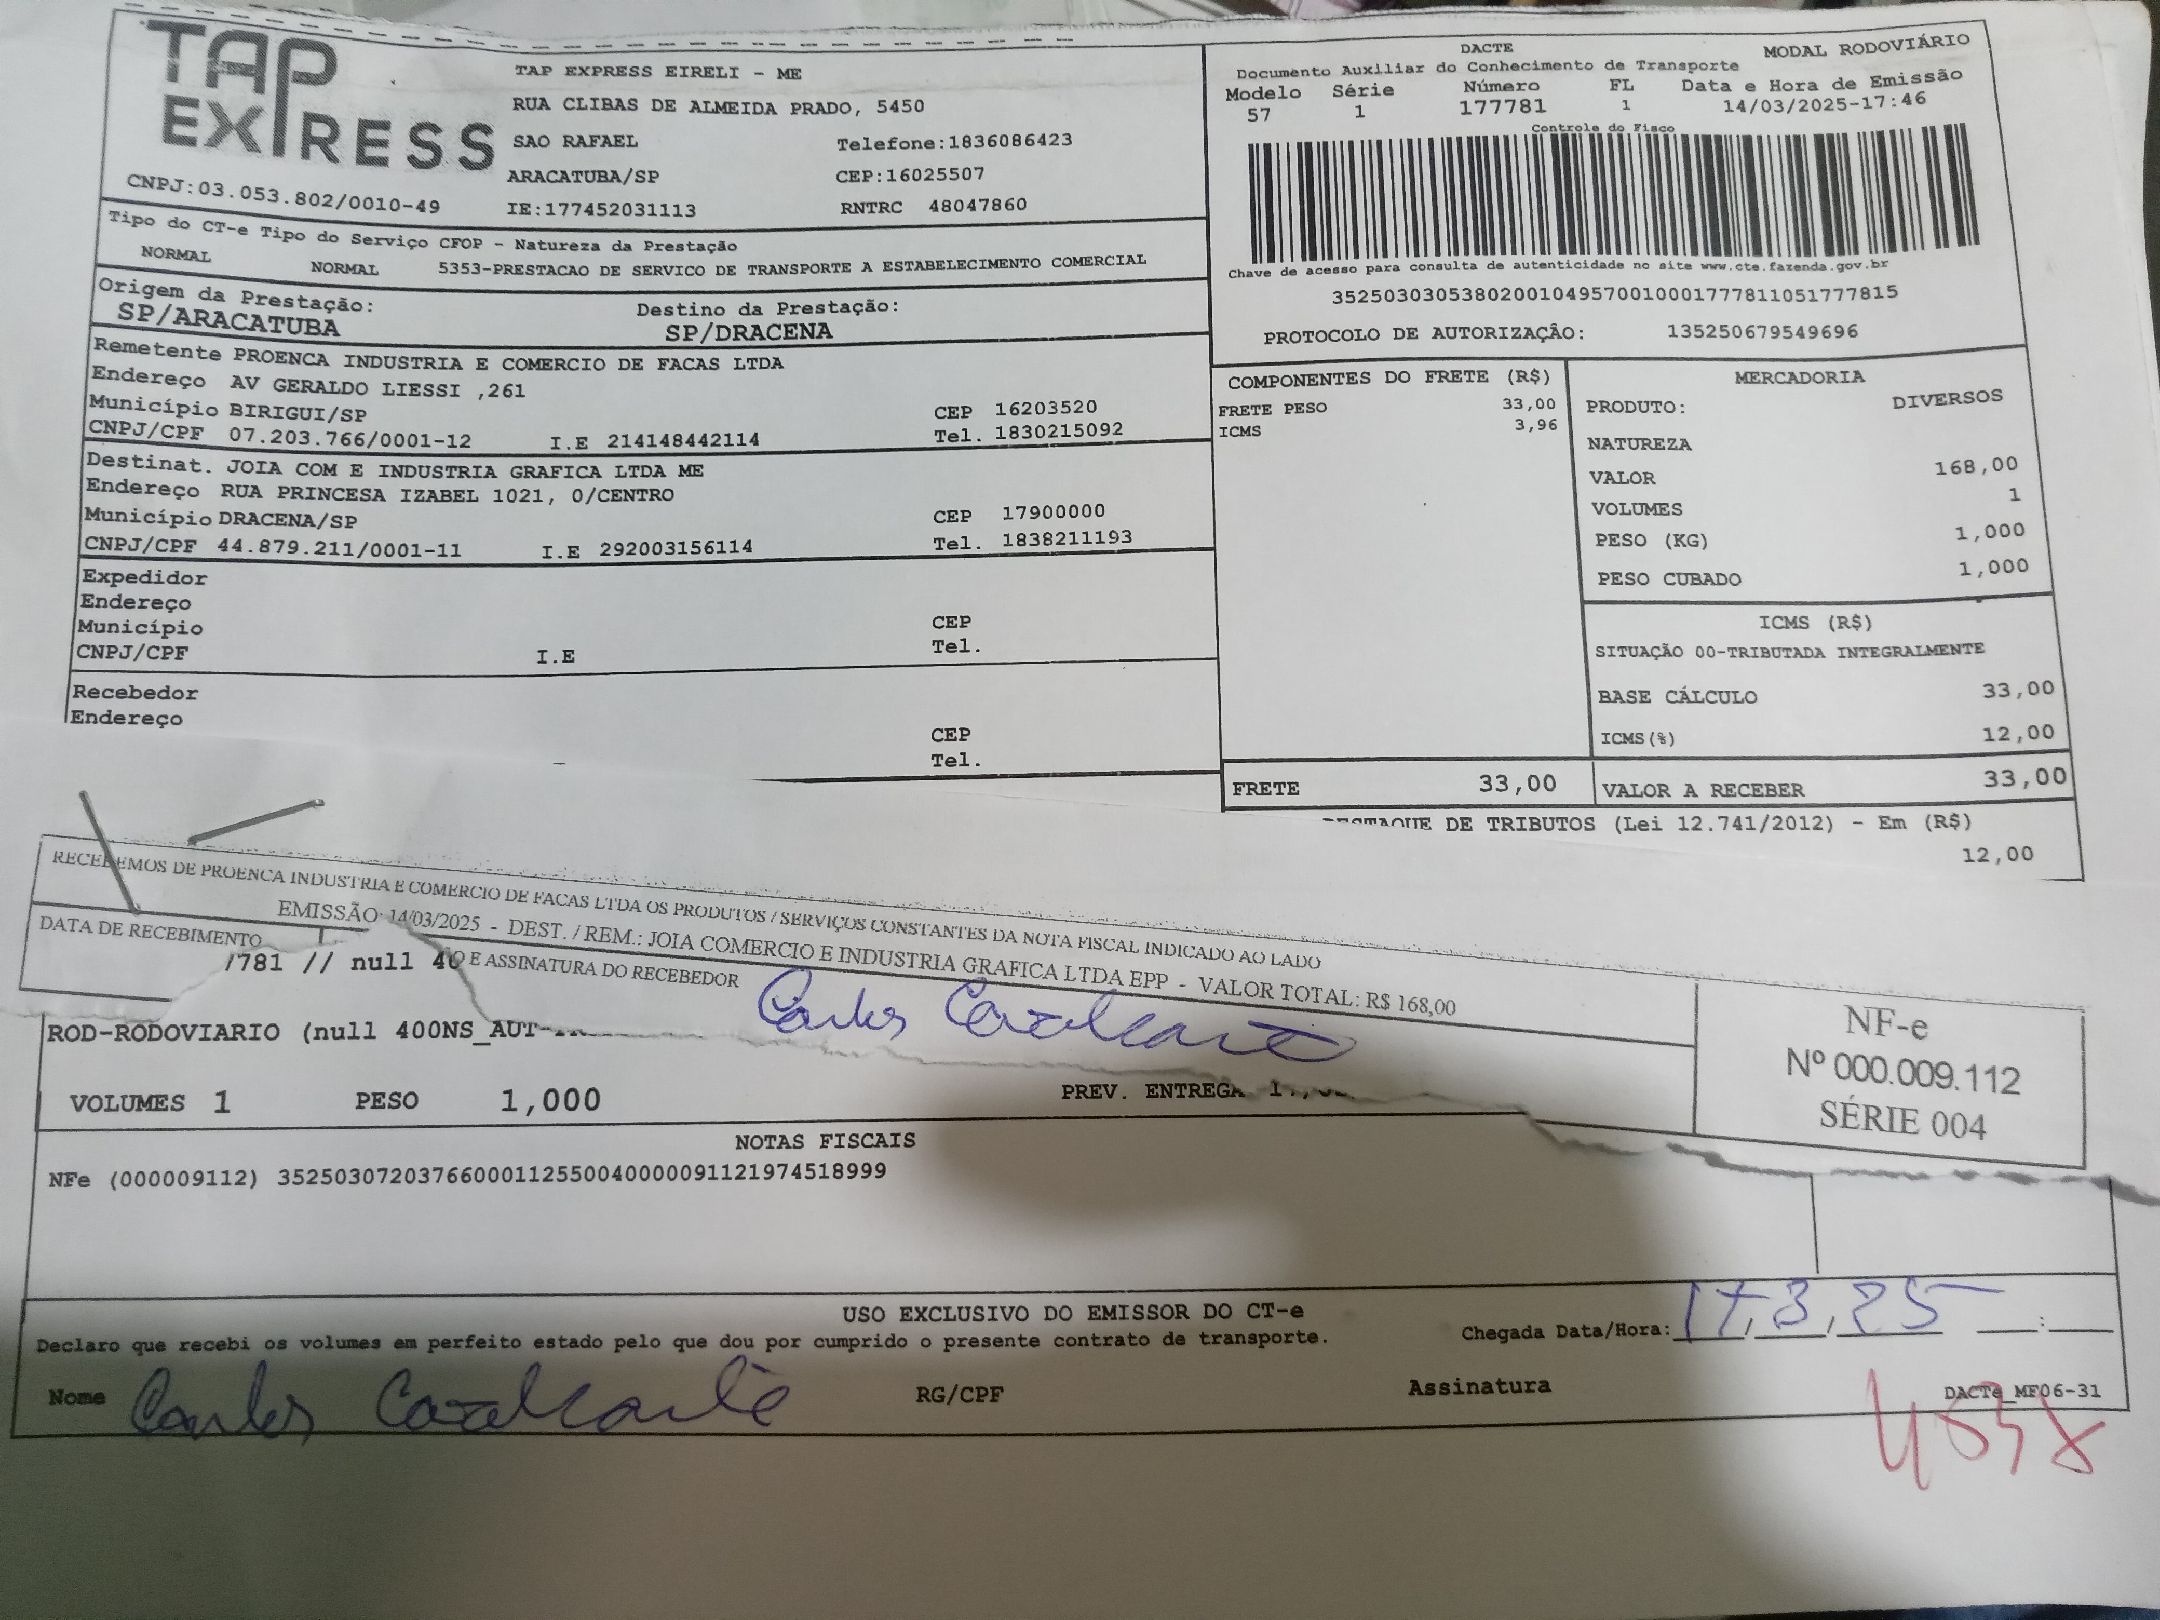 TAP
EXPRESS
TAP EXPRESS EIRELI - ME
RUA CLIBAS DE ALMEIDA PRADO, 5450
SAO RAFAEL Telefone:1836086423
ARACATUBA/SP CEP:16025507
CNPJ:03.053.802/0010-49 IE:177452031113 RNTRC 48047860
DACTE MODAL RODOVIÁRIO
Documento Auxiliar do Conhecimento de Transporte
Modelo Série Número FL Data e Hora de Emissão
57 1 177781 1 14/03/2025-17:46
Controle do Fisco
Chave de acesso para consulta de autenticidade no site www.cte.fazenda.gov.br
35250303053802001049570010001777811051777815
PROTOCOLO DE AUTORIZAÇÃO: 135250679549696
Tipo do CT-e Tipo do Serviço CFOP - Natureza da Prestação
NORMAL NORMAL 5353-PRESTACAO DE SERVICO DE TRANSPORTE A ESTABELECIMENTO COMERCIAL
Origem da Prestação: Destino da Prestação:
SP/ARACATUBA SP/DRACENA
Remetente PROENCA INDUSTRIA E COMERCIO DE FACAS LTDA
Endereço AV GERALDO LIESSI ,261
Município BIRIGUI/SP CEP 16203520
CNPJ/CPF 07.203.766/0001-12 I.E 214148442114 Tel. 1830215092
Destinat. JOIA COM E INDUSTRIA GRAFICA LTDA ME
Endereço RUA PRINCESA IZABEL 1021, 0/CENTRO
Município DRACENA/SP CEP 17900000
CNPJ/CPF 44.879.211/0001-11 I.E 292003156114 Tel. 1838211193
Expedidor
Endereço
Município CEP
CNPJ/CPF I.E Tel.
Recebedor
Endereço
CEP
Tel.
COMPONENTES DO FRETE (R$)
FRETE PESO 33,00
ICMS 3,96
FRETE 33,00
MERCADORIA
PRODUTO: DIVERSOS
NATUREZA
VALOR 168,00
VOLUMES 1
PESO (KG) 1,000
PESO CUBADO 1,000
ICMS (R$)
SITUAÇÃO 00-TRIBUTADA INTEGRALMENTE
BASE CÁLCULO 33,00
ICMS(%) 12,00
VALOR A RECEBER 33,00
DE TRIBUTOS (Lei 12.741/2012) - Em (R$)
12,00
RECEBEMOS DE PROENCA INDUSTRIA E COMERCIO DE FACAS LTDA OS PRODUTOS / SERVIÇOS CONSTANTES DA NOTA FISCAL INDICADO AO LADO
EMISSÃO: 14/03/2025 - DEST. / REM.: JOIA COMERCIO E INDUSTRIA GRAFICA LTDA EPP - VALOR TOTAL: R$ 168,00
DATA DE RECEBIMENTO
E ASSINATURA DO RECEBEDOR Carlos Cavalcante
NF-e
Nº 000.009.112
SÉRIE 004
781 // null 40
ROD-RODOVIARIO (null 400NS_AUT-
VOLUMES 1 PESO 1,000 PREV. ENTREGA
NOTAS FISCAIS
NFe (000009112) 35250307203766000112550040000091121974518999
USO EXCLUSIVO DO EMISSOR DO CT-e
Declaro que recebi os volumes em perfeito estado pelo que dou por cumprido o presente contrato de transporte. Chegada Data/Hora: 17/3/25 :
Nome Carlos Cavalcante RG/CPF Assinatura DACTe_MF06-31